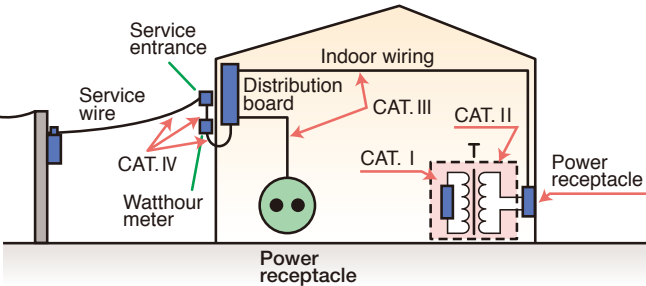 Service
entrance
Indoor wiring
Service
wire
Distribution
board
CAT. III
CAT. II
CAT. IV
CAT. I
T
Power
receptacle
Watthour
meter
Power
receptacle